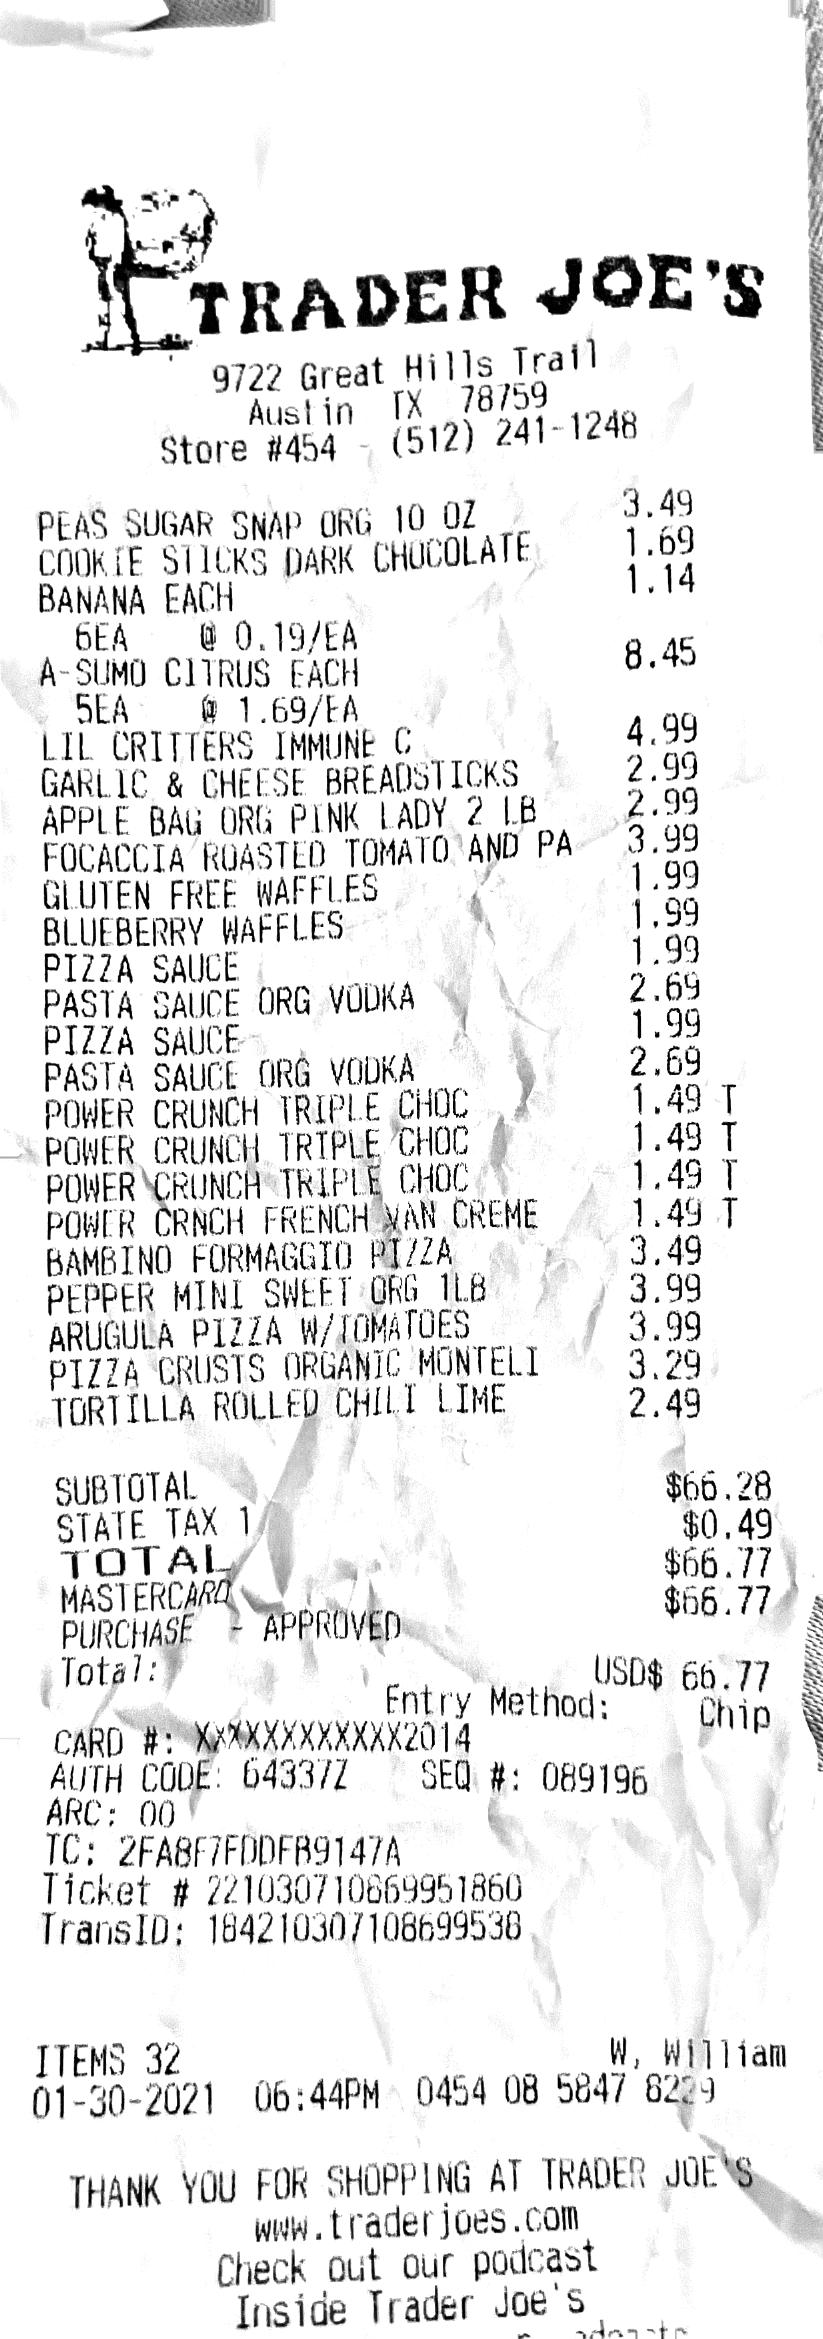 TRADER JOE'S
9722 Great Hills Trail
Austin TX 78759
Store #454 - (512) 241-1248
PEAS SUGAR SNAP ORG 10 OZ 3.49
COOKIE STICKS DARK CHOCOLATE 1.69
BANANA EACH 1.14
6EA @ 0.19/EA
A-SUMO CITRUS EACH 8.45
5EA @ 1.69/EA
LIL CRITTERS IMMUNE C 4.99
GARLIC & CHEESE BREADSTICKS 2.99
APPLE BAG ORG PINK LADY 2 LB 2.99
FOCACCIA ROASTED TOMATO AND PA 3.99
GLUTEN FREE WAFFLES 1.99
BLUEBERRY WAFFLES 1.99
PIZZA SAUCE 1.99
PASTA SAUCE ORG VODKA 2.69
PIZZA SAUCE 1.99
PASTA SAUCE ORG VODKA 2.69
POWER CRUNCH TRIPLE CHOC 1.49 T
POWER CRUNCH TRIPLE CHOC 1.49 T
POWER CRUNCH TRIPLE CHOC 1.49 T
POWER CRNCH FRENCH VAN CREME 1.49 T
BAMBINO FORMAGGIO PIZZA 3.49
PEPPER MINI SWEET ORG 1LB 3.99
ARUGULA PIZZA W/TOMATOES 3.99
PIZZA CRUSTS ORGANIC MONTELI 3.29
TORTILLA ROLLED CHILI LIME 2.49
SUBTOTAL $66.28
STATE TAX 1 $0.49
TOTAL $66.77
MASTERCARD $66.77
PURCHASE - APPROVED
Total: USD$ 66.77
Entry Method: Chip
CARD #: XXXXXXXXXXXX2014
AUTH CODE: 64337Z SEQ #: 089196
ARC: 00
TC: 2FA8F7FDDFB9147A
Ticket # 221030710869951860
TransID: 184210307108699538
ITEMS 32 W, William
01-30-2021 06:44PM 0454 08 5847 8229
THANK YOU FOR SHOPPING AT TRADER JOE'S
www.traderjoes.com
Check out our podcast
Inside Trader Joe's